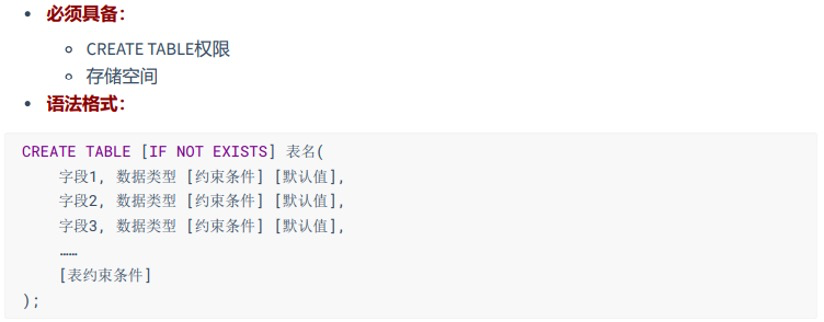 必须具备：
CREATE TABLE权限
存储空间
语法格式：
CREATE TABLE [IF NOT EXISTS] 表名(
字段1, 数据类型 [约束条件] [默认值],
字段2, 数据类型 [约束条件] [默认值],
字段3, 数据类型 [约束条件] [默认值],
……
[表约束条件]
);